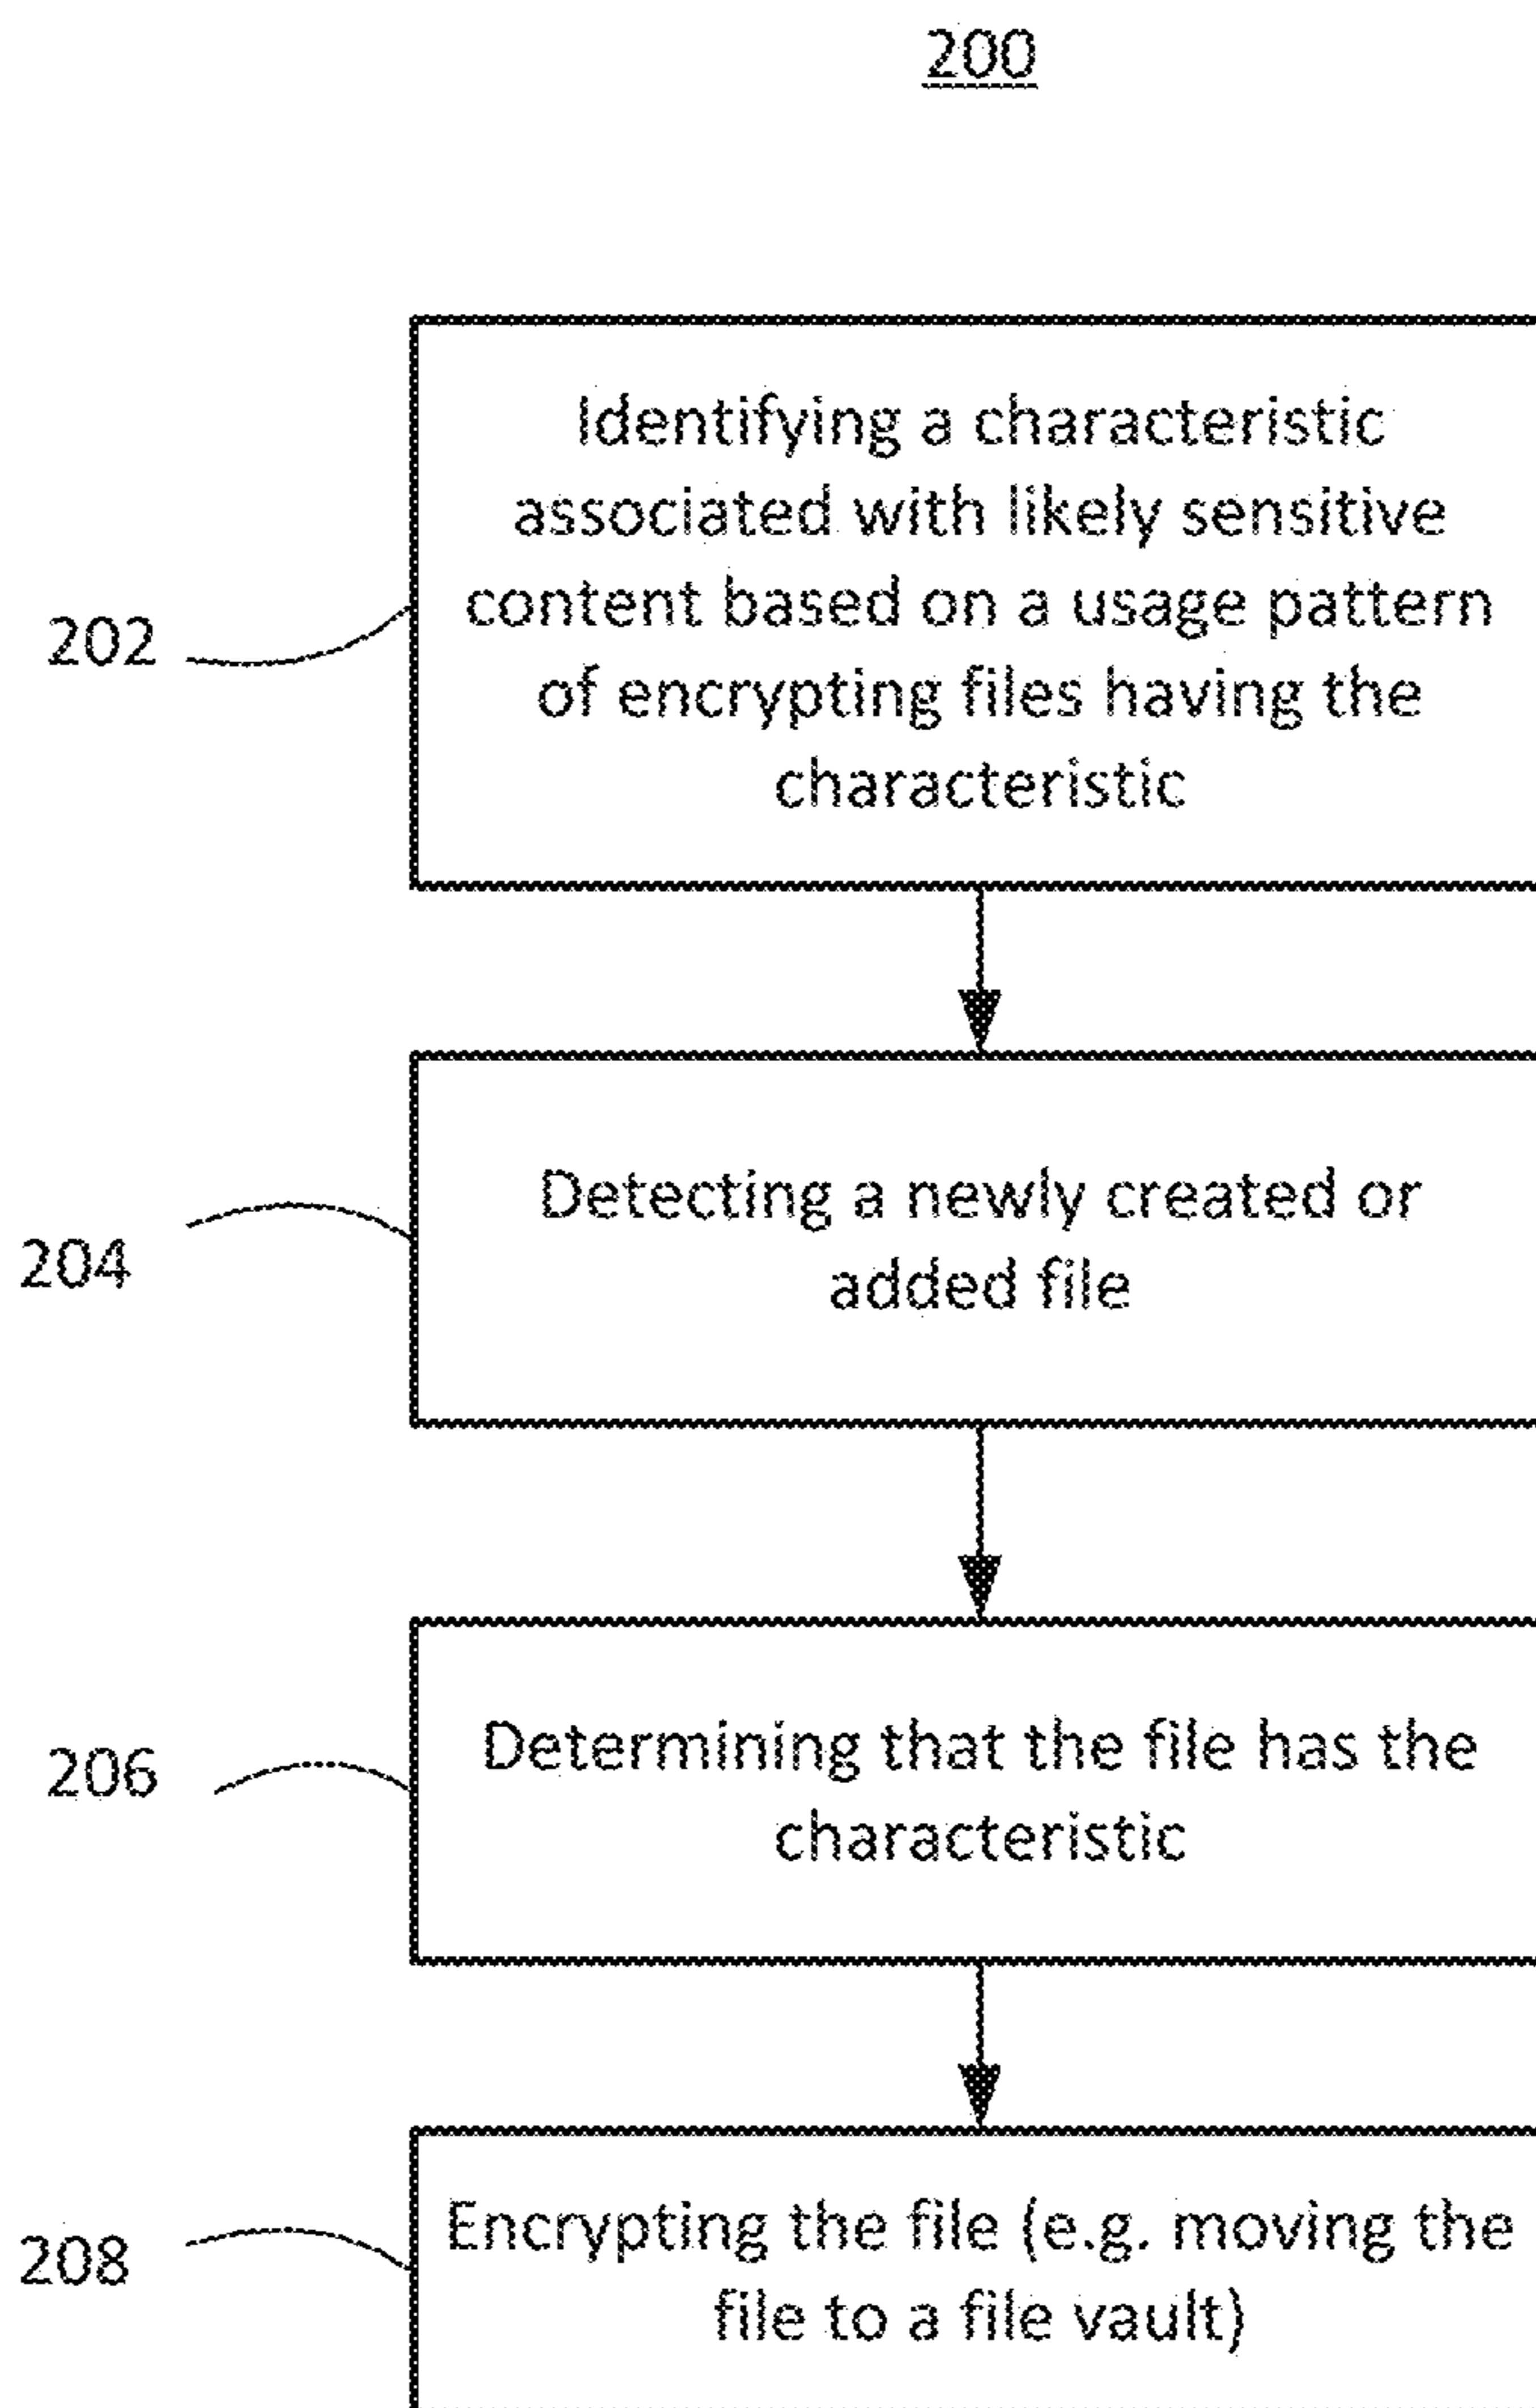 200
Identifying a characteristic
associated with likely sensitive
content based on a usage pattern
of encrypting files having the
characteristic
202
Detecting a newly created or
added file
204
Determining that the file has the
characteristic
206
Encrypting the file (e.g. moving the
file to a file vault)
208